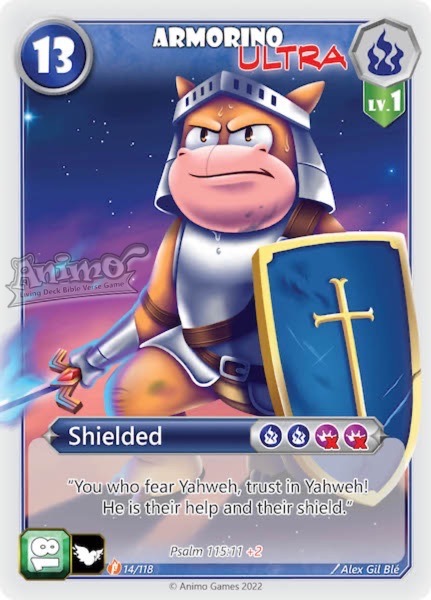 13
ARMORINO
ULTRA
LV.1
Animo
Living Deck Bible Verse Game
Shielded
"You who fear Yahweh, trust in Yahweh!
He is their help and their shield."
Psalm 115:11 +2
18
14/118
/Alex Gil Blé
© Animo Games 2022